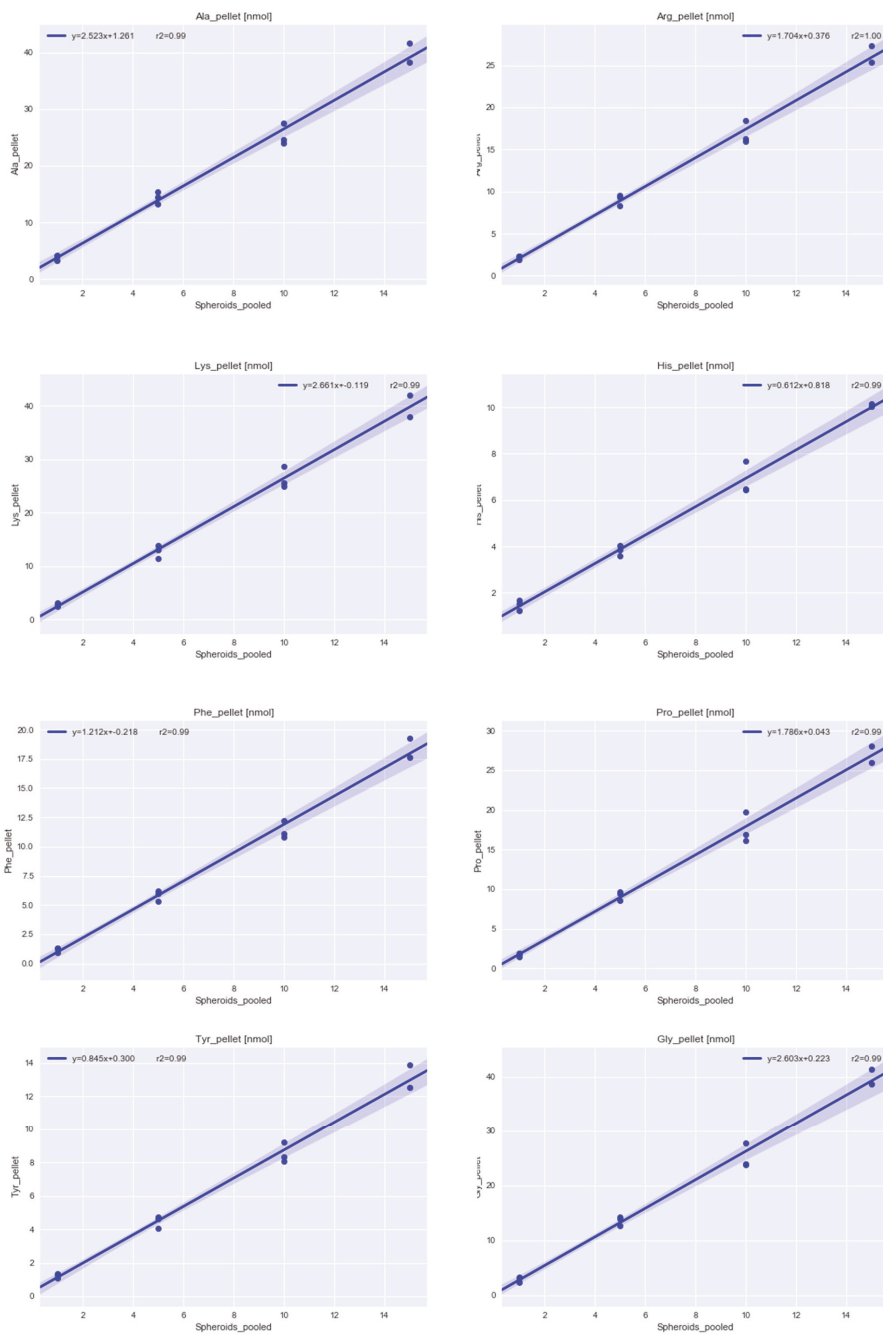 Ala_pellet [nmol]
y=2.523x+1.261 r2=0.99
40
30
20
10
0
Ala_pellet
2 4 6 8 10 12 14
Spheroids_pooled
Arg_pellet [nmol]
y=1.704x+0.376 r2=1.00
25
20
15
10
5
0
Arg_pellet
2 4 6 8 10 12 14
Spheroids_pooled
Lys_pellet [nmol]
y=2.661x+-0.119 r2=0.99
40
30
20
10
0
Lys_pellet
2 4 6 8 10 12 14
Spheroids_pooled
His_pellet [nmol]
y=0.612x+0.818 r2=0.99
10
8
6
4
2
His_pellet
2 4 6 8 10 12 14
Spheroids_pooled
Phe_pellet [nmol]
y=1.212x+-0.218 r2=0.99
20.0
17.5
15.0
12.5
10.0
7.5
5.0
2.5
0.0
Phe_pellet
2 4 6 8 10 12 14
Spheroids_pooled
Pro_pellet [nmol]
y=1.786x+0.043 r2=0.99
30
25
20
15
10
5
0
Pro_pellet
2 4 6 8 10 12 14
Spheroids_pooled
Tyr_pellet [nmol]
y=0.845x+0.300 r2=0.99
14
12
10
8
6
4
2
0
Tyr_pellet
2 4 6 8 10 12 14
Spheroids_pooled
Gly_pellet [nmol]
y=2.603x+0.223 r2=0.99
40
30
20
10
0
Gly_pellet
2 4 6 8 10 12 14
Spheroids_pooled